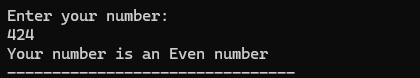 Enter your number:
424
Your number is an Even number
--------------------------------